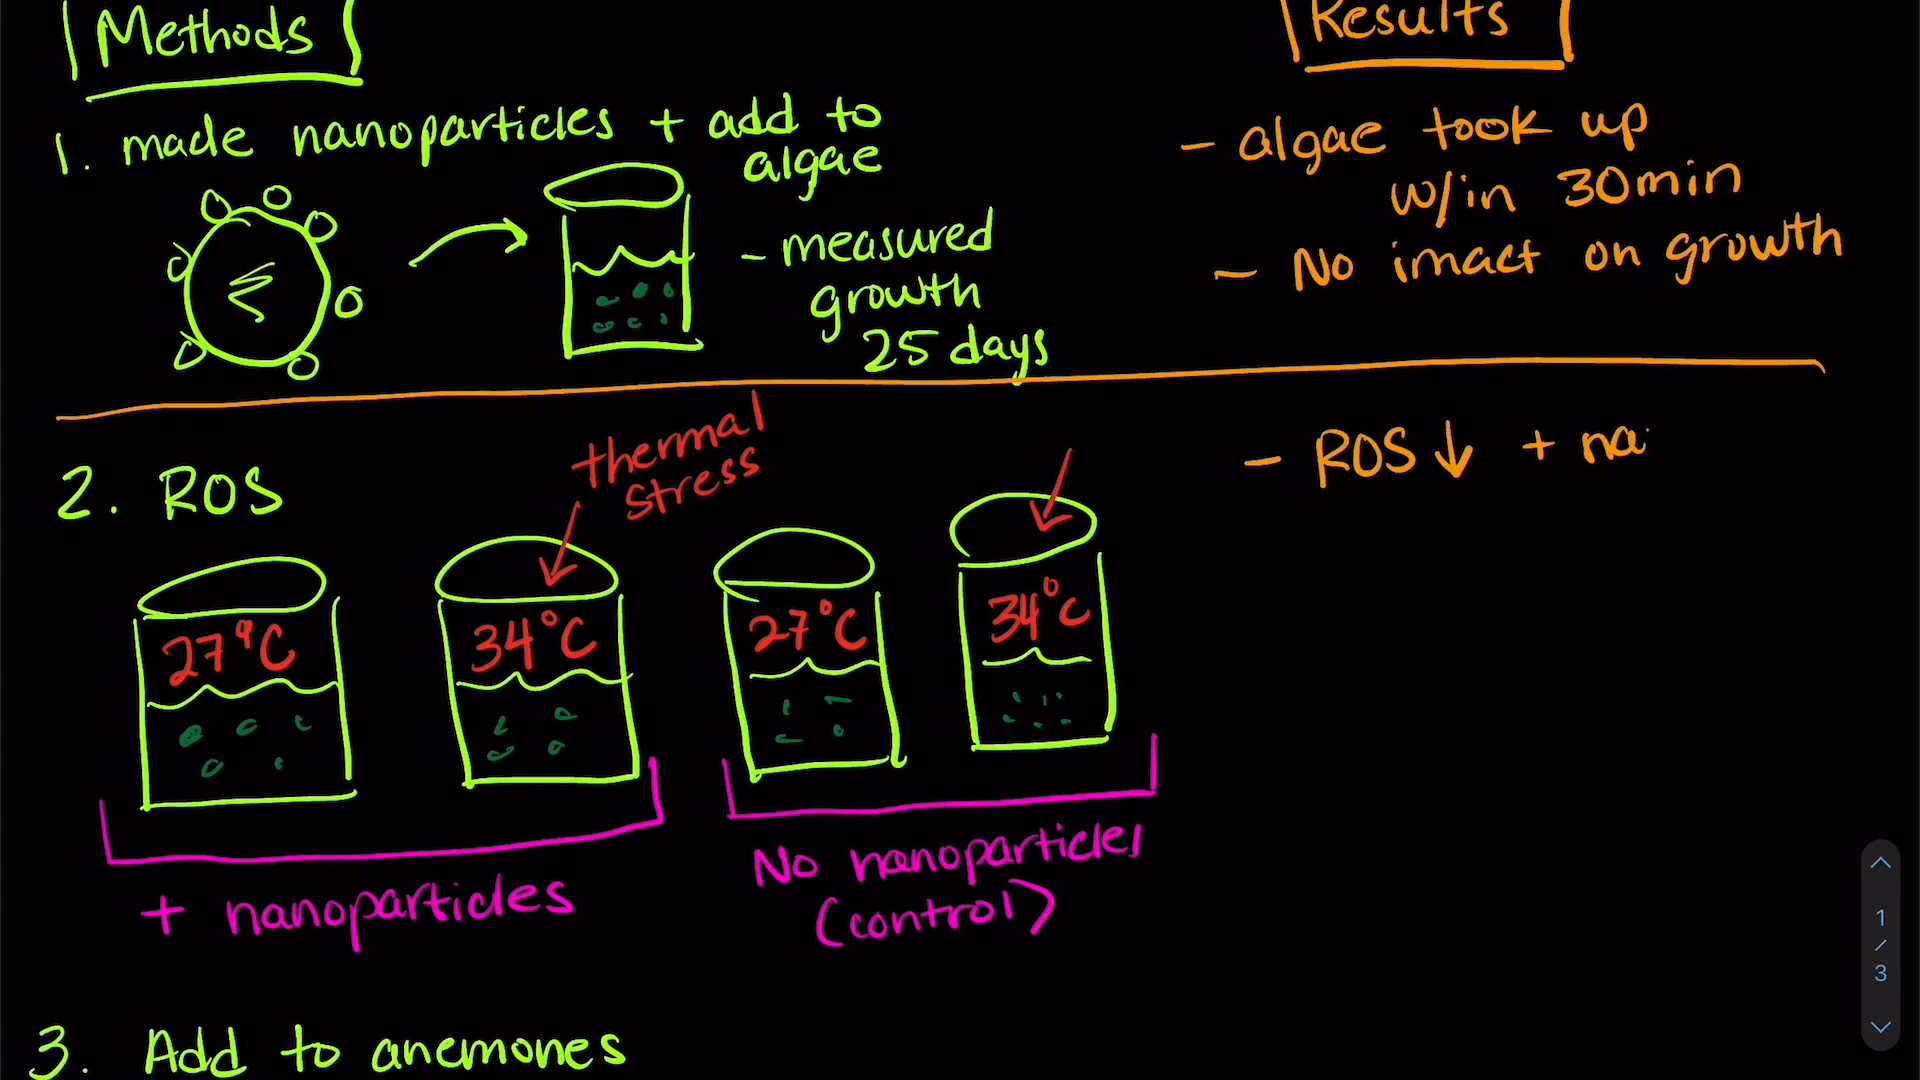 Methods
1. made nanoparticles + add to
algae
- measured
growth
25 days
Results
- algae took up
w/in 30min
- No imact on growth
2. ROS
thermal
stress
27°C
34°C
27°C
34°C
+ nanoparticles
No nanoparticles
(control)
- ROS ↓ + na
3. Add to anemones
1
/
3